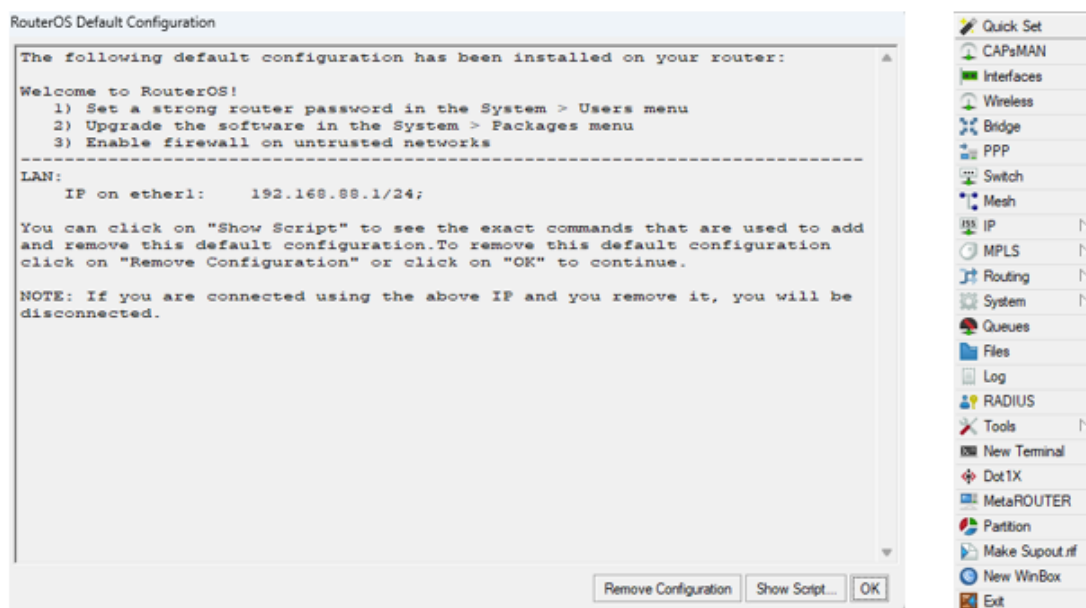 RouterOS Default Configuration
The following default configuration has been installed on your router:
Welcome to RouterOS!
1) Set a strong router password in the System > Users menu
2) Upgrade the software in the System > Packages menu
3) Enable firewall on untrusted networks
-----------------------------------------------------------------------------
LAN:
IP on ether1: 192.168.88.1/24;
You can click on "Show Script" to see the exact commands that are used to add
and remove this default configuration.To remove this default configuration
click on "Remove Configuration" or click on "OK" to continue.
NOTE: If you are connected using the above IP and you remove it, you will be
disconnected.
Remove Configuration Show Script... OK
Quick Set
CAPsMAN
Interfaces
Wireless
Bridge
PPP
Switch
Mesh
IP
MPLS
Routing
System
Queues
Files
Log
RADIUS
Tools
New Terminal
Dot1X
MetaROUTER
Partition
Make Supout.rif
New WinBox
Exit